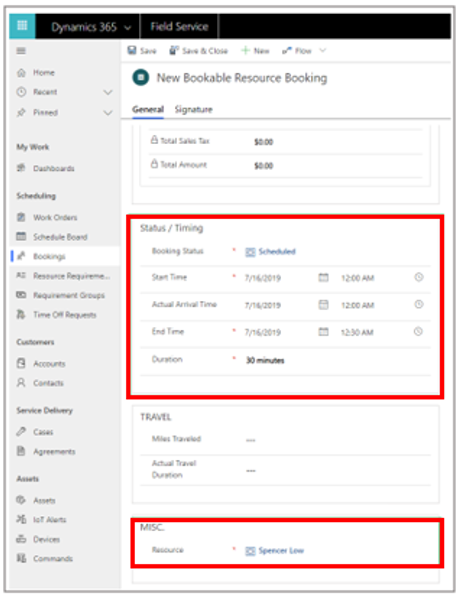 Dynamics 365 Field Service
Save Save & Close New Flow
Home
Recent
Pinned
My Work
Dashboards
Scheduling
Work Orders
Schedule Board
Bookings
Resource Requireme...
Requirement Groups
Time Off Requests
Customers
Accounts
Contacts
Service Delivery
Cases
Agreements
Assets
Assets
IoT Alerts
Devices
Commands
New Bookable Resource Booking
General Signature
Total Sales Tax $0.00
Total Amount $0.00
Status / Timing
Booking Status * Scheduled
Start Time * 7/16/2019 12:00 AM
Actual Arrival Time 7/16/2019 12:00 AM
End Time * 7/16/2019 12:30 AM
Duration * 30 minutes
TRAVEL
Miles Traveled ---
Actual Travel
Duration ---
MISC.
Resource * Spencer Low